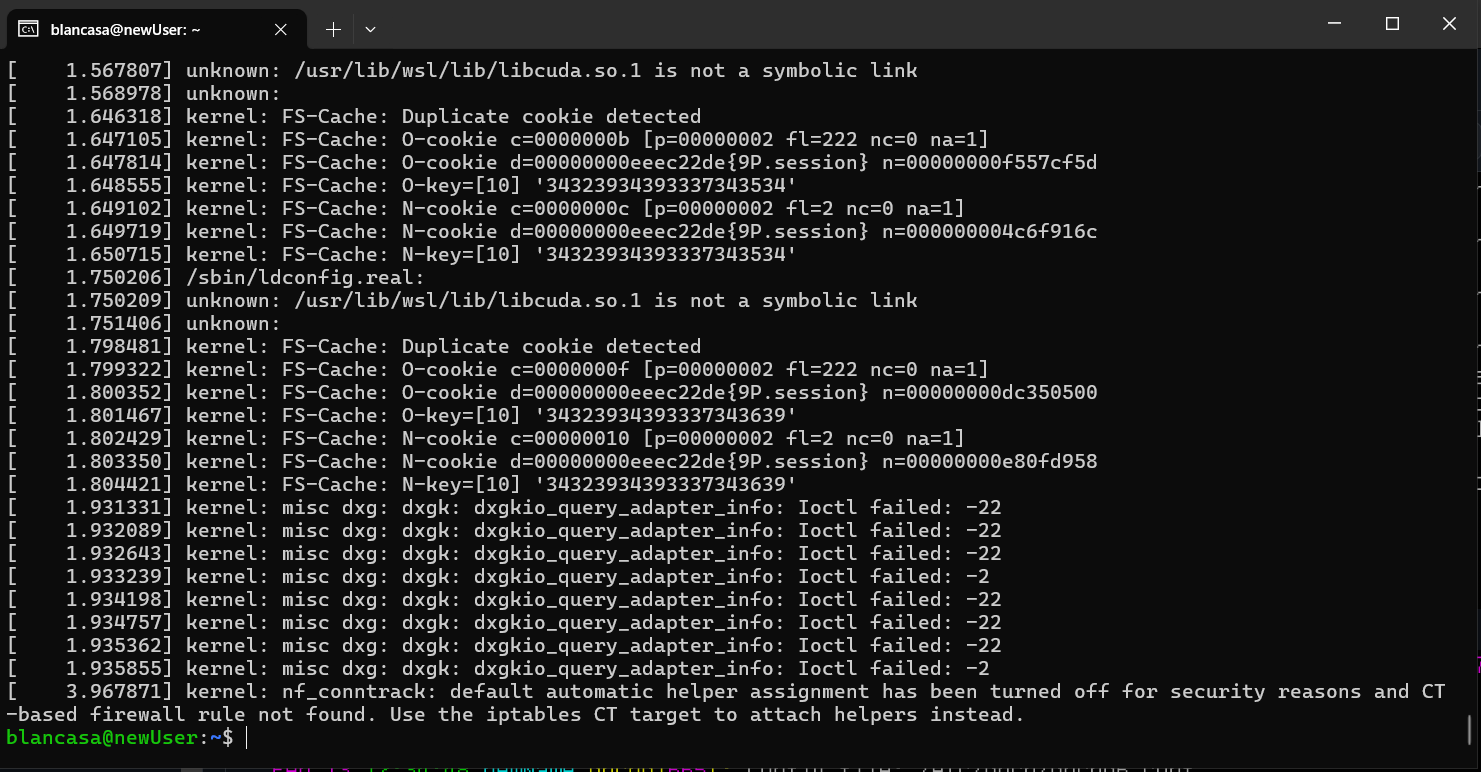 blancasa@newUser: ~
[    1.567807] unknown: /usr/lib/wsl/lib/libcuda.so.1 is not a symbolic link
[    1.568978] unknown:
[    1.646318] kernel: FS-Cache: Duplicate cookie detected
[    1.647105] kernel: FS-Cache: O-cookie c=0000000b [p=00000002 fl=222 nc=0 na=1]
[    1.647814] kernel: FS-Cache: O-cookie d=00000000eeec22de{9P.session} n=00000000f557cf5d
[    1.648555] kernel: FS-Cache: O-key=[10] '34323934393337343534'
[    1.649102] kernel: FS-Cache: N-cookie c=0000000c [p=00000002 fl=2 nc=0 na=1]
[    1.649719] kernel: FS-Cache: N-cookie d=00000000eeec22de{9P.session} n=000000004c6f916c
[    1.650715] kernel: FS-Cache: N-key=[10] '34323934393337343534'
[    1.750206] /sbin/ldconfig.real:
[    1.750209] unknown: /usr/lib/wsl/lib/libcuda.so.1 is not a symbolic link
[    1.751406] unknown:
[    1.798481] kernel: FS-Cache: Duplicate cookie detected
[    1.799322] kernel: FS-Cache: O-cookie c=0000000f [p=00000002 fl=222 nc=0 na=1]
[    1.800352] kernel: FS-Cache: O-cookie d=00000000eeec22de{9P.session} n=00000000dc350500
[    1.801467] kernel: FS-Cache: O-key=[10] '34323934393337343639'
[    1.802429] kernel: FS-Cache: N-cookie c=00000010 [p=00000002 fl=2 nc=0 na=1]
[    1.803350] kernel: FS-Cache: N-cookie d=00000000eeec22de{9P.session} n=00000000e80fd958
[    1.804421] kernel: FS-Cache: N-key=[10] '34323934393337343639'
[    1.931331] kernel: misc dxg: dxgk: dxgkio_query_adapter_info: Ioctl failed: -22
[    1.932089] kernel: misc dxg: dxgk: dxgkio_query_adapter_info: Ioctl failed: -22
[    1.932643] kernel: misc dxg: dxgk: dxgkio_query_adapter_info: Ioctl failed: -22
[    1.933239] kernel: misc dxg: dxgk: dxgkio_query_adapter_info: Ioctl failed: -2
[    1.934198] kernel: misc dxg: dxgk: dxgkio_query_adapter_info: Ioctl failed: -22
[    1.934757] kernel: misc dxg: dxgk: dxgkio_query_adapter_info: Ioctl failed: -22
[    1.935362] kernel: misc dxg: dxgk: dxgkio_query_adapter_info: Ioctl failed: -22
[    1.935855] kernel: misc dxg: dxgk: dxgkio_query_adapter_info: Ioctl failed: -2
[    3.967871] kernel: nf_conntrack: default automatic helper assignment has been turned off for security reasons and CT
-based firewall rule not found. Use the iptables CT target to attach helpers instead.
blancasa@newUser:~$